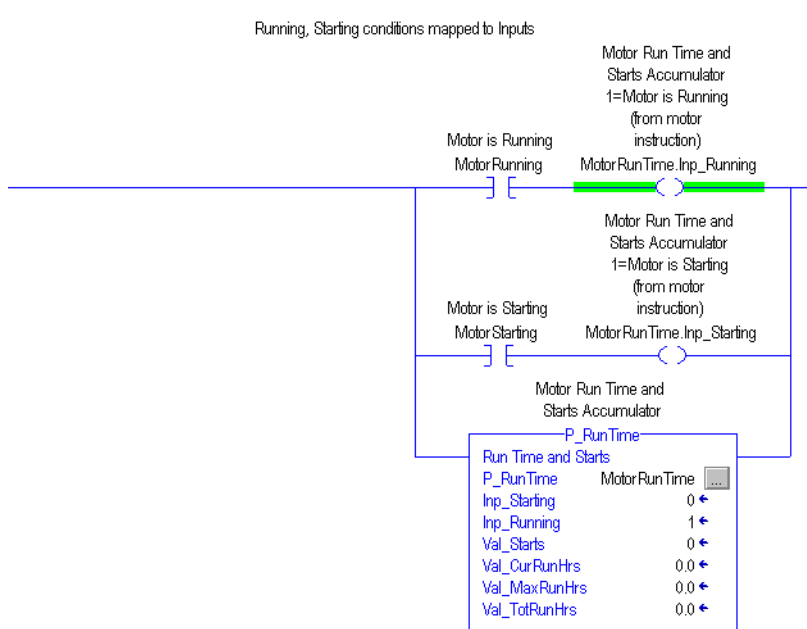 Running, Starting conditions mapped to Inputs
Motor Run Time and
Starts Accumulator
1=Motor is Running
(from motor
instruction)
Motor is Running
MotorRunning
MotorRunTime.Inp_Running
Motor Run Time and
Starts Accumulator
1=Motor is Starting
(from motor
instruction)
Motor is Starting
MotorStarting
MotorRunTime.Inp_Starting
Motor Run Time and
Starts Accumulator
P_RunTime
Run Time and Starts
P_RunTime MotorRunTime ...
Inp_Starting 0
Inp_Running 1
Val_Starts 0
Val_CurRunHrs 0.0
Val_MaxRunHrs 0.0
Val_TotRunHrs 0.0